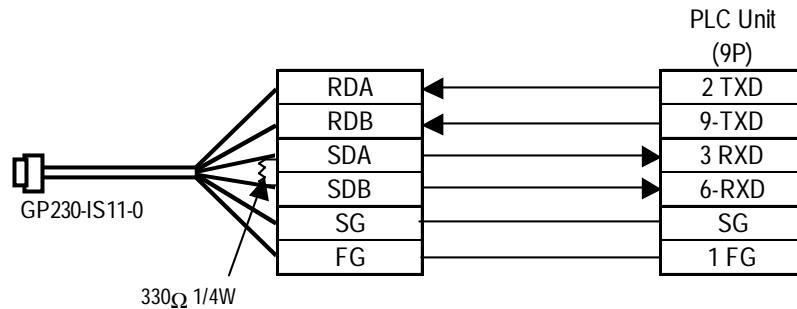 PLC Unit
(9P)
RDA 2 TXD
RDB 9-TXD
SDA 3 RXD
SDB 6-RXD
SG SG
FG 1 FG
GP230-IS11-0
330Ω 1/4W